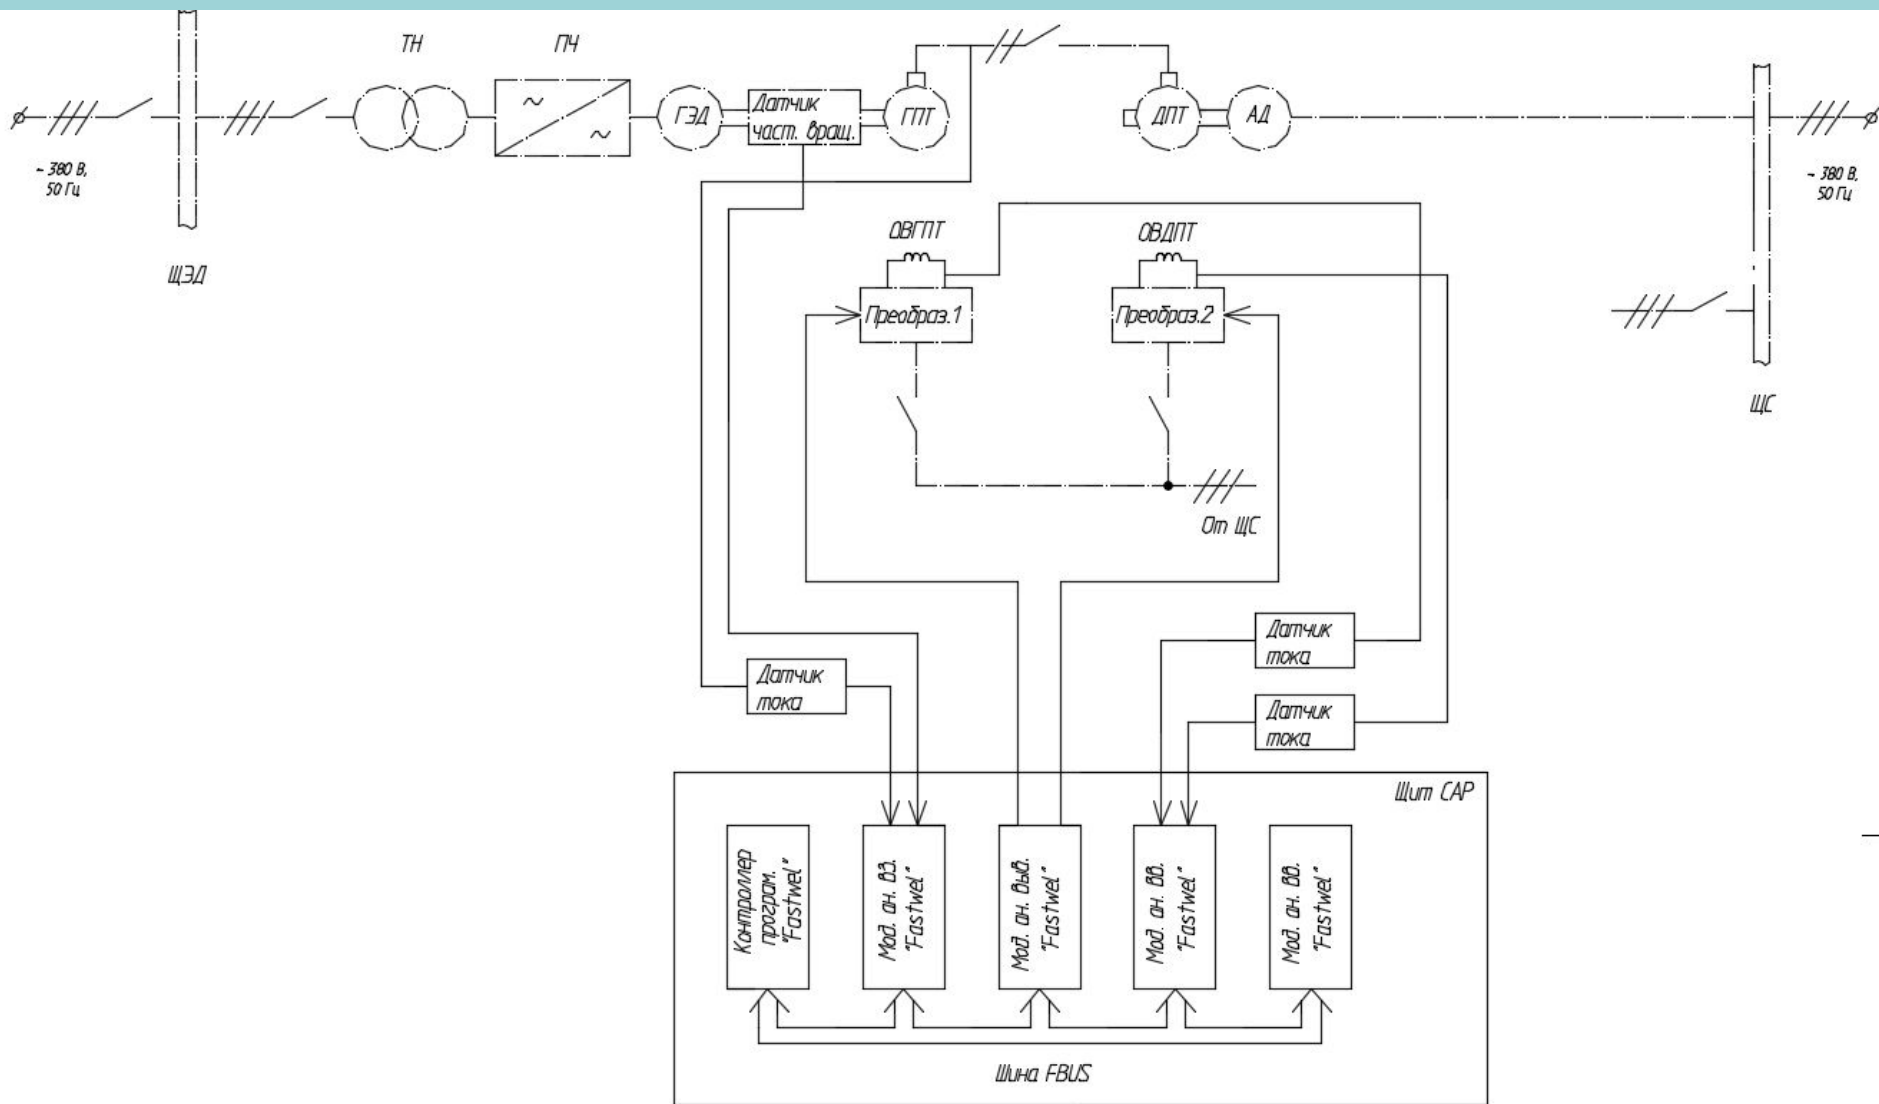 ТН
ПЧ
~
~
ГЭД
Датчик
част. вращ.
ГПТ
ДПТ
АД
~ 380 В,
50 Гц
~ 380 В,
50 Гц
ЩЭД
ОВГПТ
ОВДПТ
Преобраз.1
Преобраз.2
ЩС
От ЩС
Датчик
тока
Датчик
тока
Датчик
тока
Щит САР
Контроллер
програм.
"Fastwel"
Мод. ан. ВЗ.
"Fastwel"
Мод. ан. выв.
"Fastwel"
Мод. ан. вв.
"Fastwel"
Мод. ан. вв.
"Fastwel"
Шина FBUS